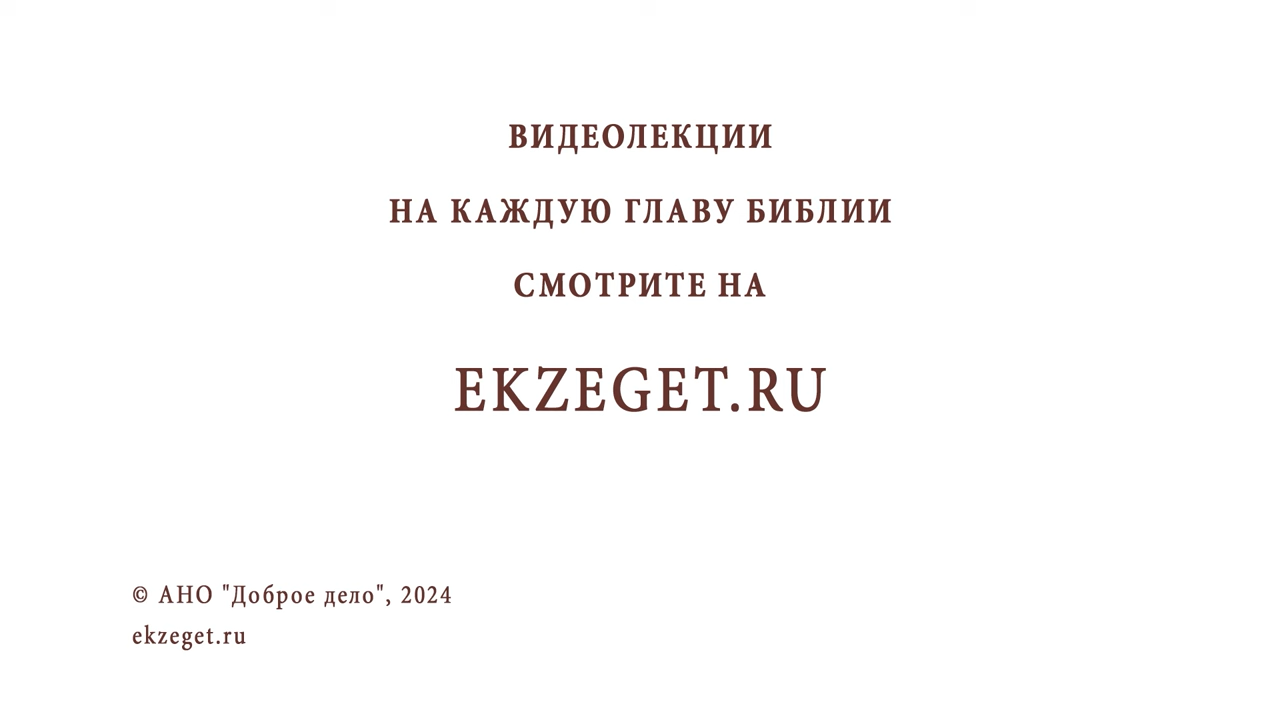 ВИДЕОЛЕКЦИИ
НА КАЖДУЮ ГЛАВУ БИБЛИИ
СМОТРИТЕ НА
EKZEGET.RU
© АНО "Доброе дело", 2024
ekzeget.ru